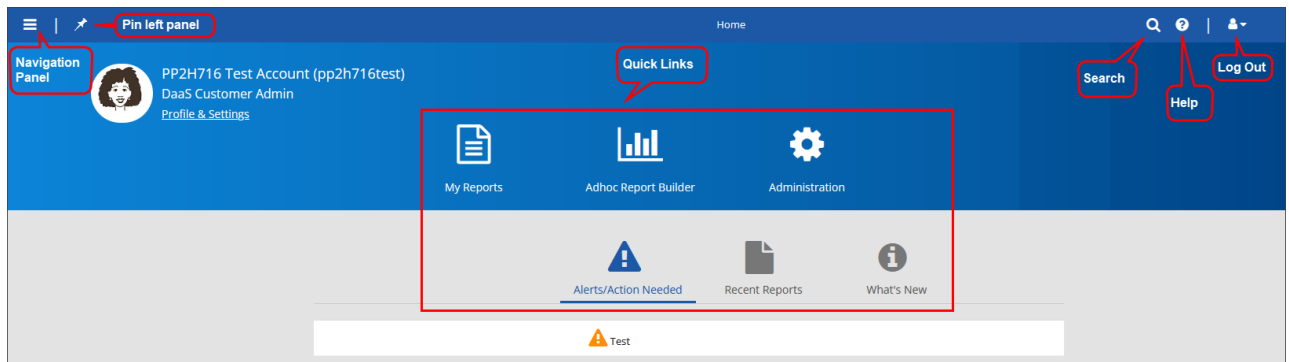 Pin left panel
Home
Navigation
Panel
PP2H716 Test Account (pp2h716test)
DaaS Customer Admin
Profile & Settings
Quick Links
Search
Help
Log Out
My Reports
Adhoc Report Builder
Administration
Alerts/Action Needed
Recent Reports
What's New
Test